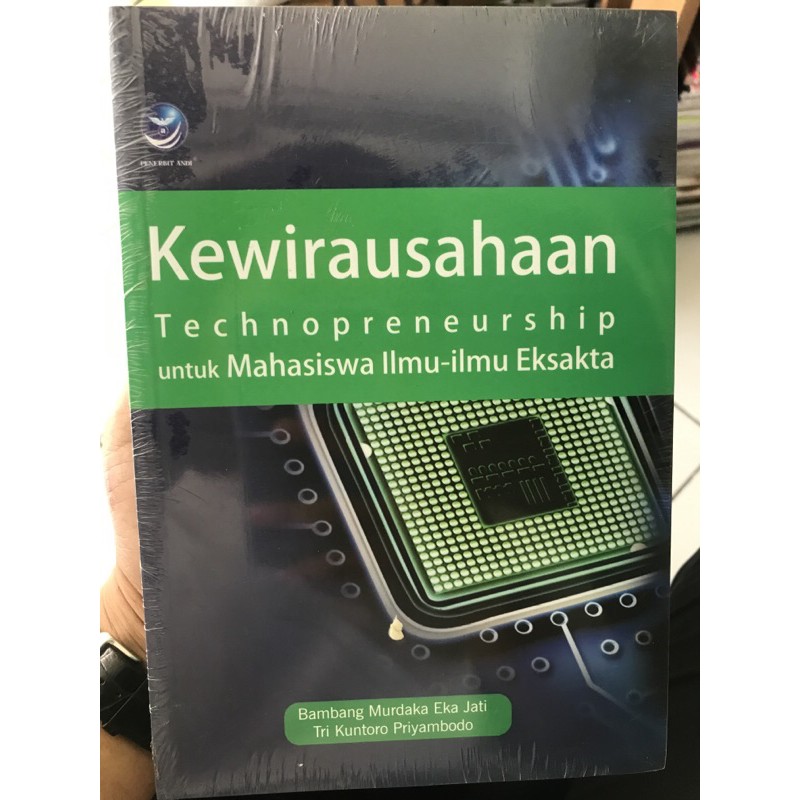 PENERBIT ANDI
Kewirausahaan
Technopreneurship
untuk Mahasiswa Ilmu-ilmu Eksakta
Bambang Murdaka Eka Jati
Tri Kuntoro Priyambodo